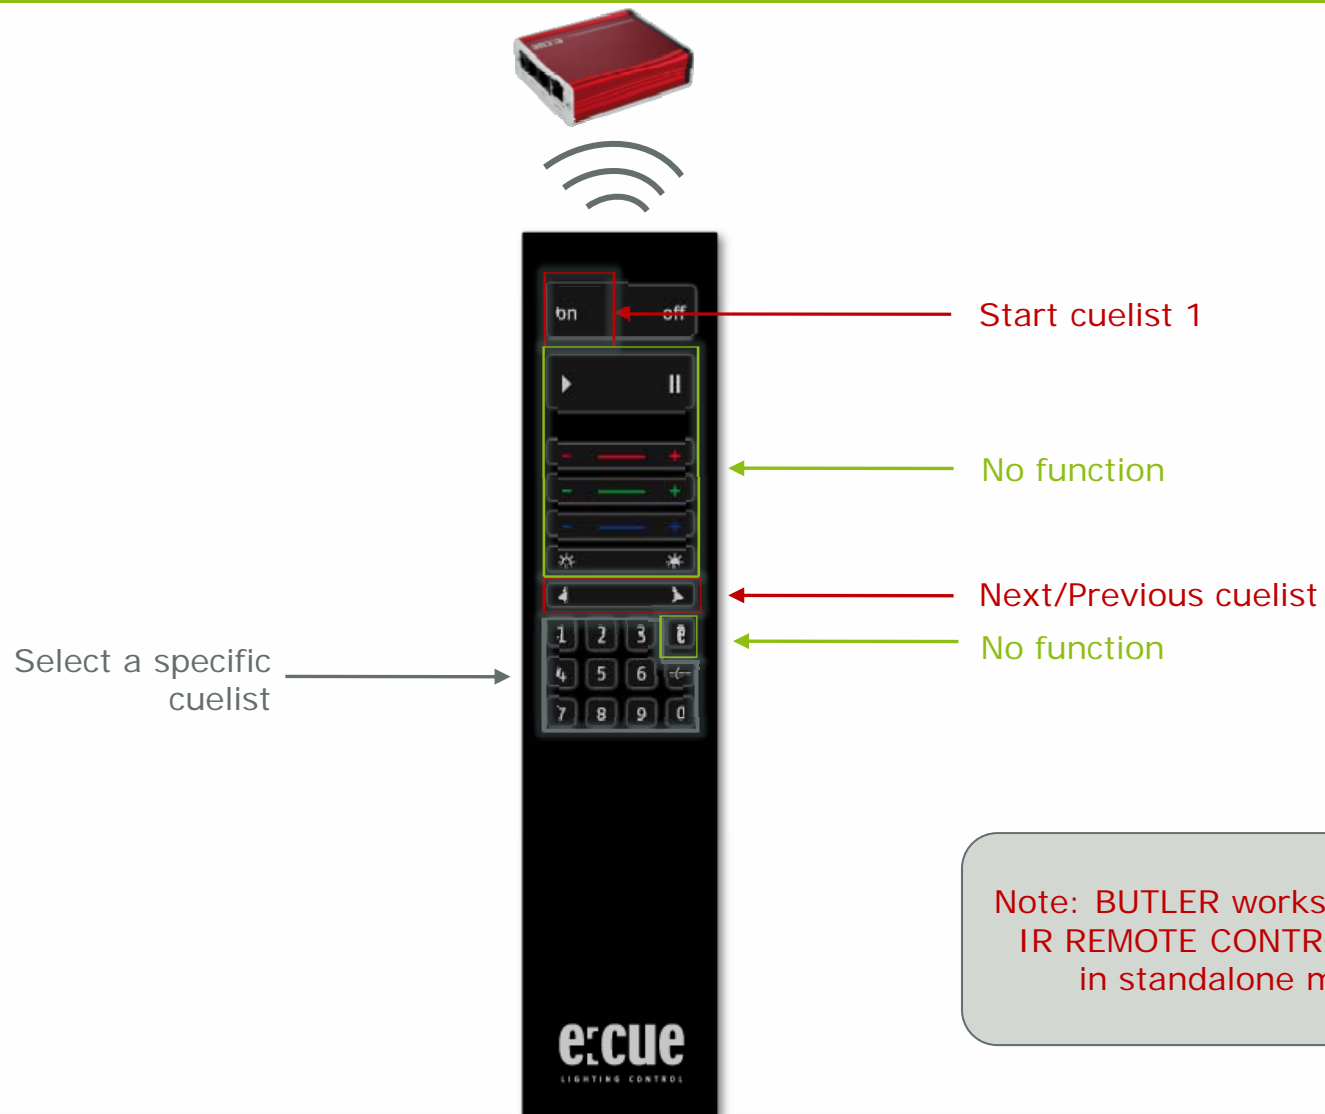 e:cue
on off
Start cuelist 1
No function
Next/Previous cuelist
1 2 3 e
No function
Select a specific
cuelist
4 5 6
7 8 9 0
Note: BUTLER works
IR REMOTE CONTR
in standalone m
e:cue
LIGHTING CONTROL